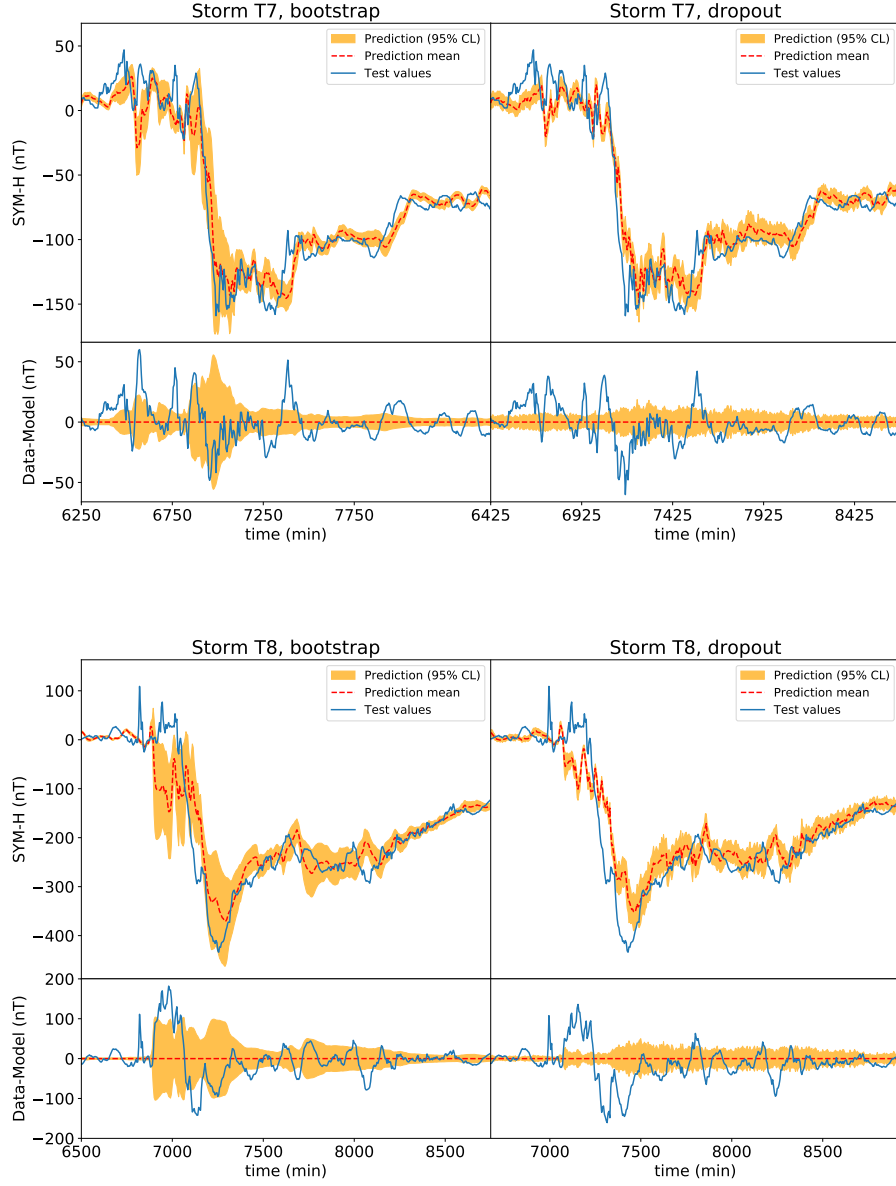 Storm T7, bootstrap
Storm T7, dropout
Prediction (95% CL)
Prediction mean
Test values
Prediction (95% CL)
Prediction mean
Test values
SYM-H (nT)
50
0
−50
−100
−150
Data-Model (nT)
50
0
−50
6250
6750
7250
7750
6425
6925
7425
7925
8425
time (min)
time (min)
Storm T8, bootstrap
Storm T8, dropout
Prediction (95% CL)
Prediction mean
Test values
Prediction (95% CL)
Prediction mean
Test values
SYM-H (nT)
100
0
−100
−200
−300
−400
Data-Model (nT)
200
100
0
−100
−200
6500
7000
7500
8000
8500
7000
7500
8000
8500
time (min)
time (min)